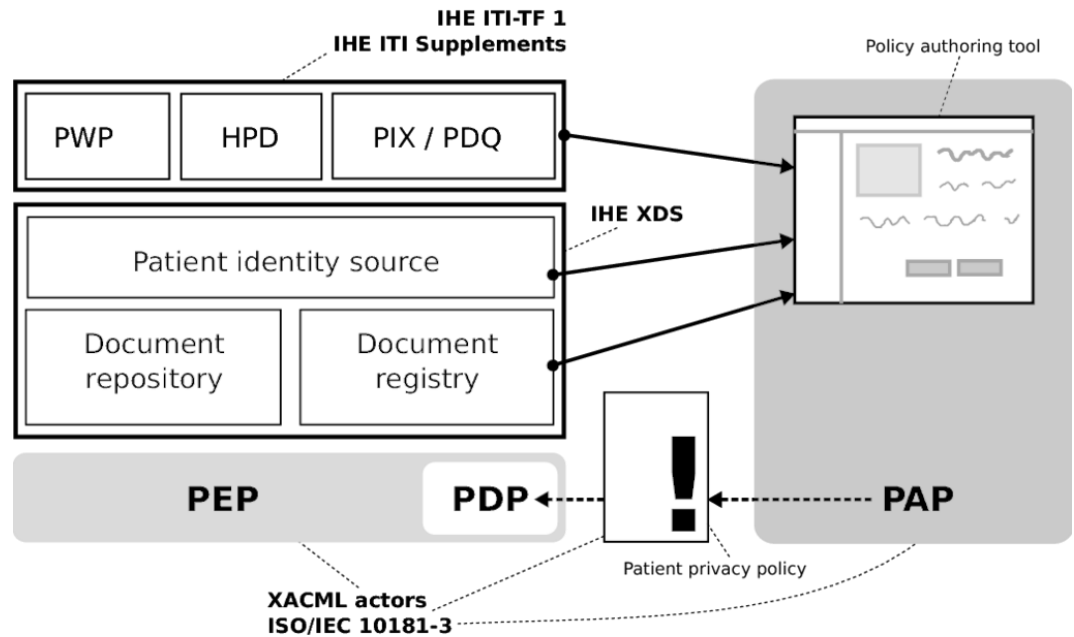 IHE ITI-TF 1
IHE ITI Supplements
Policy authoring tool
PWP
HPD
PIX / PDQ
IHE XDS
Patient identity source
Document
repository
Document
registry
PEP
PDP
!
PAP
Patient privacy policy
XACML actors
ISO/IEC 10181-3